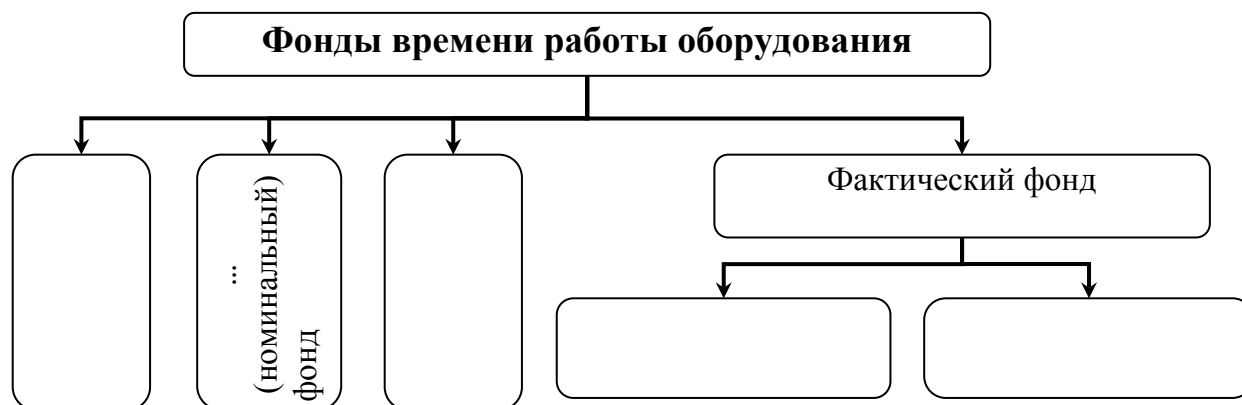 Фонды времени работы оборудования
...
(номинальный)
фонд
Фактический фонд